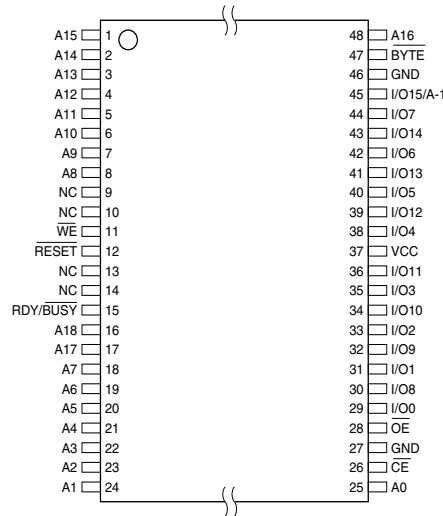 A15 1 48 A16
A14 2 47 BYTE
A13 3 46 GND
A12 4 45 I/O15/A-1
A11 5 44 I/O7
A10 6 43 I/O14
A9 7 42 I/O6
A8 8 41 I/O13
NC 9 40 I/O5
NC 10 39 I/O12
WE 11 38 I/O4
RESET 12 37 VCC
NC 13 36 I/O11
NC 14 35 I/O3
RDY/BUSY 15 34 I/O10
A18 16 33 I/O2
A17 17 32 I/O9
A7 18 31 I/O1
A6 19 30 I/O8
A5 20 29 I/O0
A4 21 28 OE
A3 22 27 GND
A2 23 26 CE
A1 24 25 A0